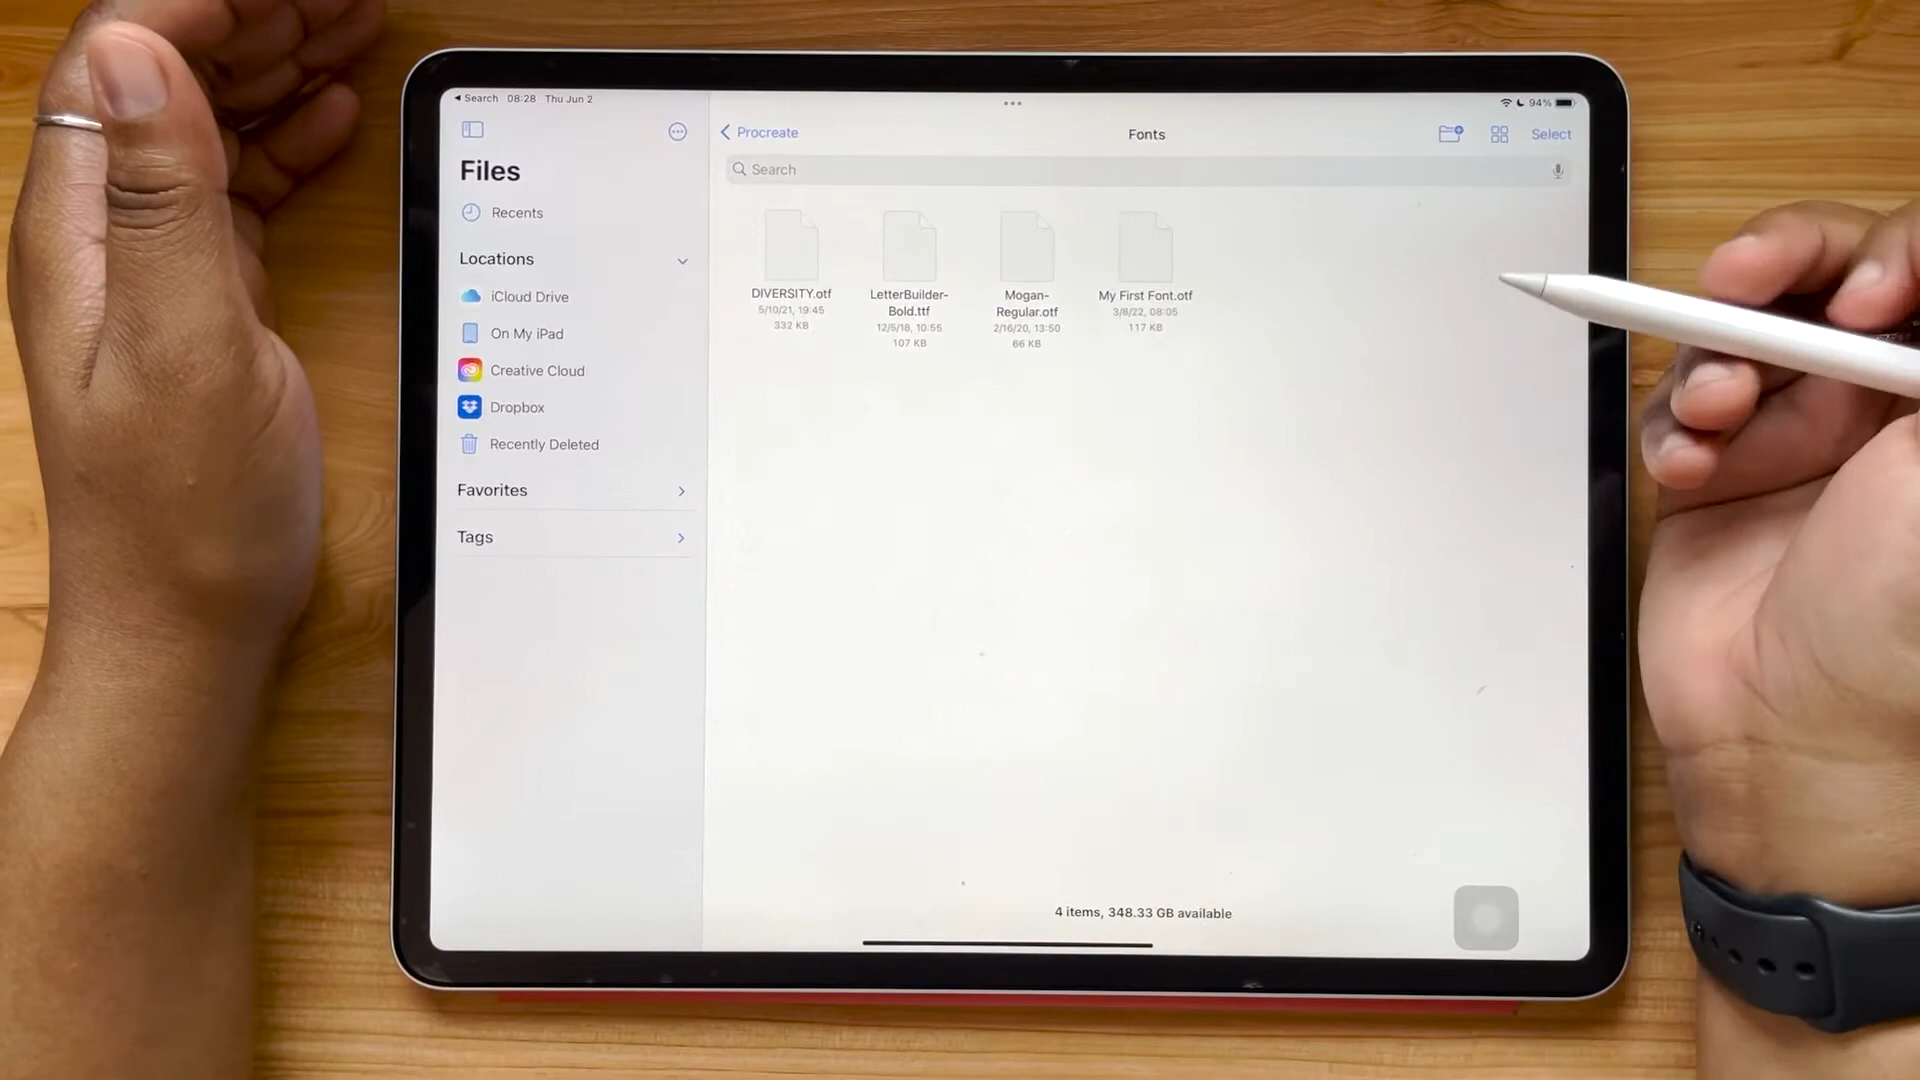 Search 08:28 Thu Jun 2
94%
Files
Recents
Locations
iCloud Drive
On My iPad
Creative Cloud
Dropbox
Recently Deleted
Favorites
Tags
Procreate
Fonts
Select
Search
DIVERSITY.otf
5/10/21, 19:45
332 KB
LetterBuilder-
Bold.ttf
12/5/18, 10:55
107 KB
Mogan-
Regular.otf
2/16/20, 13:50
66 KB
My First Font.otf
3/8/22, 08:05
117 KB
4 items, 348.33 GB available